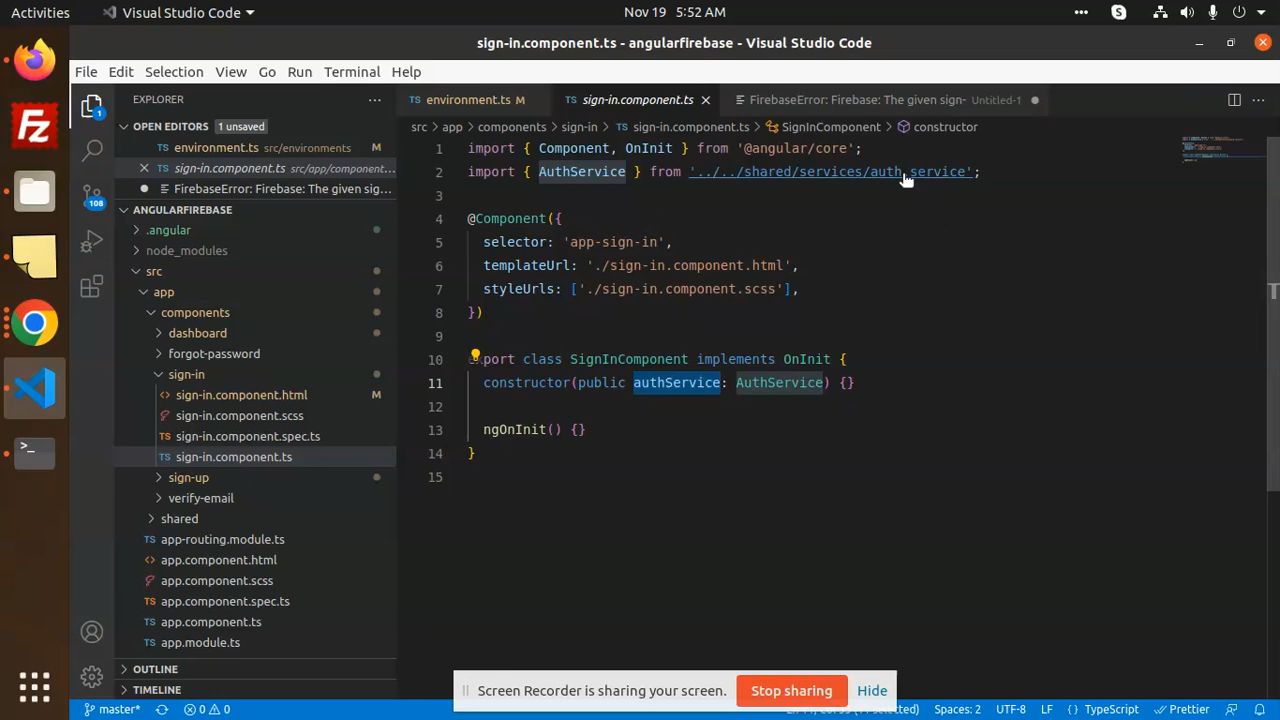 Activities
Visual Studio Code
Nov 19 5:52 AM
sign-in.component.ts - angularfirebase - Visual Studio Code
File Edit Selection View Go Run Terminal Help
EXPLORER
OPEN EDITORS 1 unsaved
TS environment.ts src/environments M
TS sign-in.component.ts src/app/component...
FirebaseError: Firebase: The given sig...
ANGULARFIREBASE
.angular
node_modules
src
app
components
dashboard
forgot-password
sign-in
<> sign-in.component.html M
sign-in.component.scss
TS sign-in.component.spec.ts
TS sign-in.component.ts
sign-up
verify-email
shared
TS app-routing.module.ts
<> app.component.html
app.component.scss
TS app.component.spec.ts
TS app.component.ts
TS app.module.ts
OUTLINE
TIMELINE
1
108
TS environment.ts M
TS sign-in.component.ts
FirebaseError: Firebase: The given sign- Untitled-1
src > app > components > sign-in > TS sign-in.component.ts > SignInComponent > constructor
1 import { Component, OnInit } from '@angular/core';
2 import { AuthService } from '../../shared/services/auth.service';
3
4 @Component({
5 selector: 'app-sign-in',
6 templateUrl: './sign-in.component.html',
7 styleUrls: ['./sign-in.component.scss'],
8 })
9
10 export class SignInComponent implements OnInit {
11 constructor(public authService: AuthService) {}
12
13 ngOnInit() {}
14 }
15
Screen Recorder is sharing your screen.
Stop sharing
Hide
master* 0 0
Spaces: 2 UTF-8 LF {} TypeScript Prettier